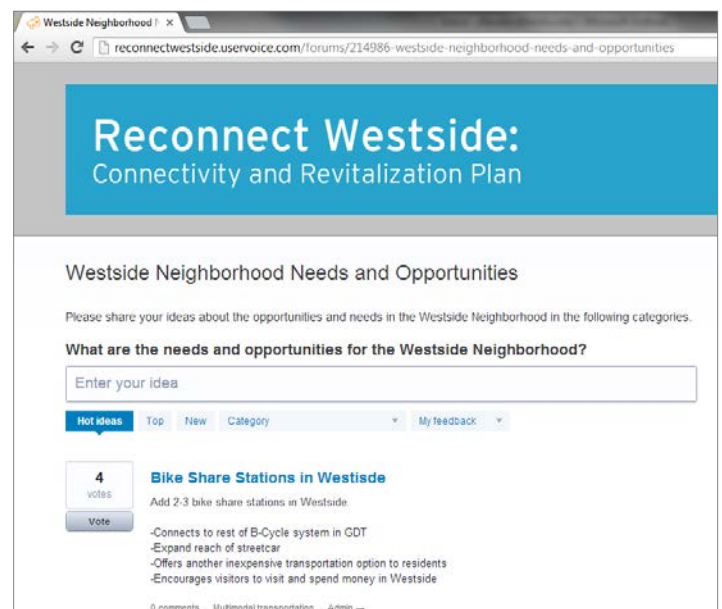 Westside Neighborhood N
reconnectwestside.uservoice.com/forums/214986-westside-neighborhood-needs-and-opportunities
Reconnect Westside:
Connectivity and Revitalization Plan
Westside Neighborhood Needs and Opportunities
Please share your ideas about the opportunities and needs in the Westside Neighborhood in the following categories.
What are the needs and opportunities for the Westside Neighborhood?
Enter your idea
Hot ideas Top New Category My feedback
4
votes
Vote
Bike Share Stations in Westisde
Add 2-3 bike share stations in Westside
-Connects to rest of B-Cycle system in GDT
-Expand reach of streetcar
-Offers another inexpensive transportation option to residents
-Encourages visitors to visit and spend money in Westside
0 comments Multimodal transportation Admin →